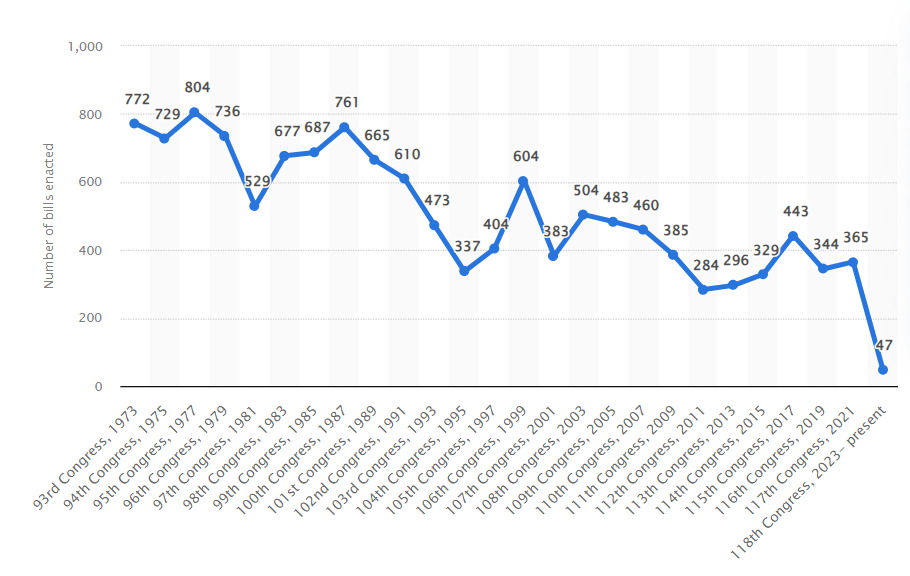 1,000
800
600
400
200
0
Number of bills enacted
772
729
804
736
529
677
687
761
665
610
473
337
404
604
383
504
483
460
385
284
296
329
443
344
365
47
93rd Congress, 1973
94th Congress, 1975
95th Congress, 1977
96th Congress, 1979
97th Congress, 1981
98th Congress, 1983
99th Congress, 1985
100th Congress, 1987
101st Congress, 1989
102nd Congress, 1991
103rd Congress, 1993
104th Congress, 1995
105th Congress, 1997
106th Congress, 1999
107th Congress, 2001
108th Congress, 2003
109th Congress, 2005
110th Congress, 2007
111th Congress, 2009
112th Congress, 2011
113th Congress, 2013
114th Congress, 2015
115th Congress, 2017
116th Congress, 2019
117th Congress, 2021
118th Congress, 2023– present